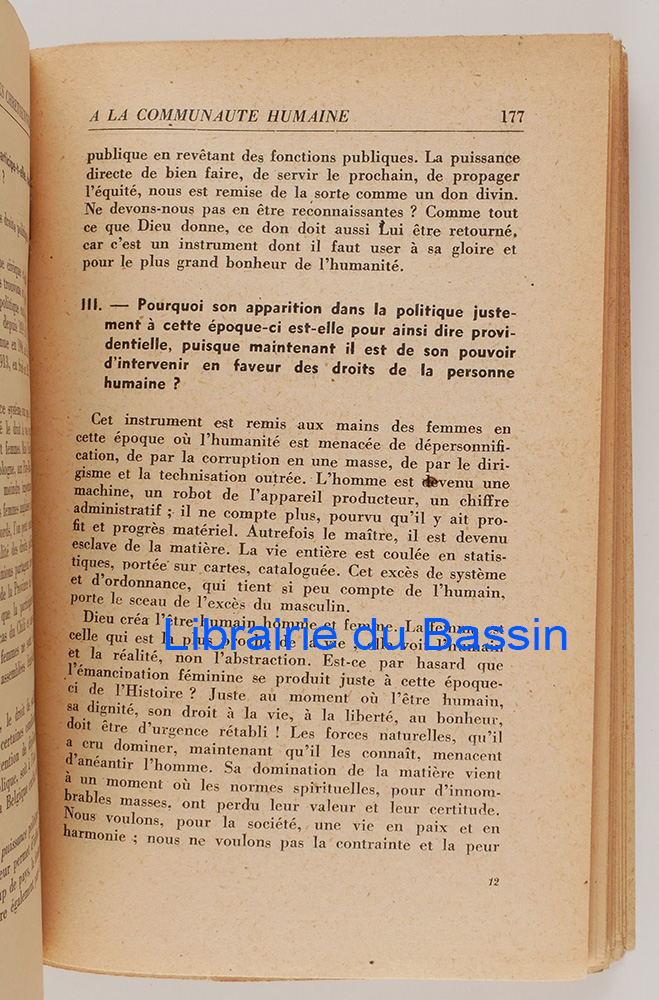 A LA COMMUNAUTE HUMAINE 177
publique en revêtant des fonctions publiques. La puissance
directe de bien faire, de servir le prochain, de propager
l'équité, nous est remise de la sorte comme un don divin.
Ne devons-nous pas en être reconnaissantes ? Comme tout
ce que Dieu donne, ce don doit aussi Lui être retourné,
car c'est un instrument dont il faut user à sa gloire et
pour le plus grand bonheur de l'humanité.
III. — Pourquoi son apparition dans la politique juste-
ment à cette époque-ci est-elle pour ainsi dire provi-
dentielle, puisque maintenant il est de son pouvoir
d'intervenir en faveur des droits de la personne
humaine ?
Cet instrument est remis aux mains des femmes en
cette époque où l'humanité est menacée de dépersonnifi-
cation, de par la corruption en une masse, de par le diri-
gisme et la technisation outrée. L'homme est devenu une
machine, un robot de l'appareil producteur, un chiffre
administratif ; il ne compte plus, pourvu qu'il y ait pro-
fit et progrès matériel. Autrefois le maître, il est devenu
esclave de la matière. La vie entière est coulée en statis-
tiques, portée sur cartes, cataloguée. Cet excès de système
et d'ordonnance, qui tient si peu compte de l'humain,
porte le sceau de l'excès du masculin.
Dieu créa l'être humain homme et femme. La femme est
celle qui est la plus proche de la vie ; elle voit l'humain
et la réalité, non l'abstraction. Est-ce par hasard que
l'émancipation féminine se produit juste à cette époque-
ci de l'Histoire ? Juste au moment où l'être humain,
sa dignité, son droit à la vie, à la liberté, au bonheur,
doit être d'urgence rétabli ! Les forces naturelles, qu'il
a cru dominer, maintenant qu'il les connaît, menacent
d'anéantir l'homme. Sa domination de la matière vient
à un moment où les normes spirituelles, pour d'innom-
brables masses, ont perdu leur valeur et leur certitude.
Nous voulons, pour la société, une vie en paix et en
harmonie ; nous ne voulons pas la contrainte et la peur
12
Librairie du Bassin